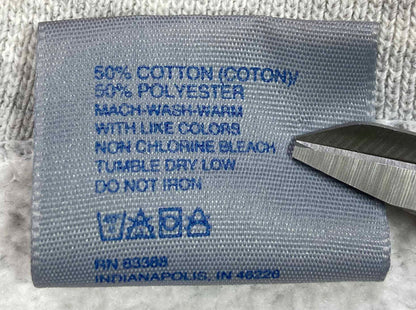 50% COTTON (COTON)/
50% POLYESTER
MACH-WASH-WARM
WITH LIKE COLORS
NON CHLORINE BLEACH
TUMBLE DRY LOW
DO NOT IRON
RN 83388
INDIANAPOLIS, IN 46226